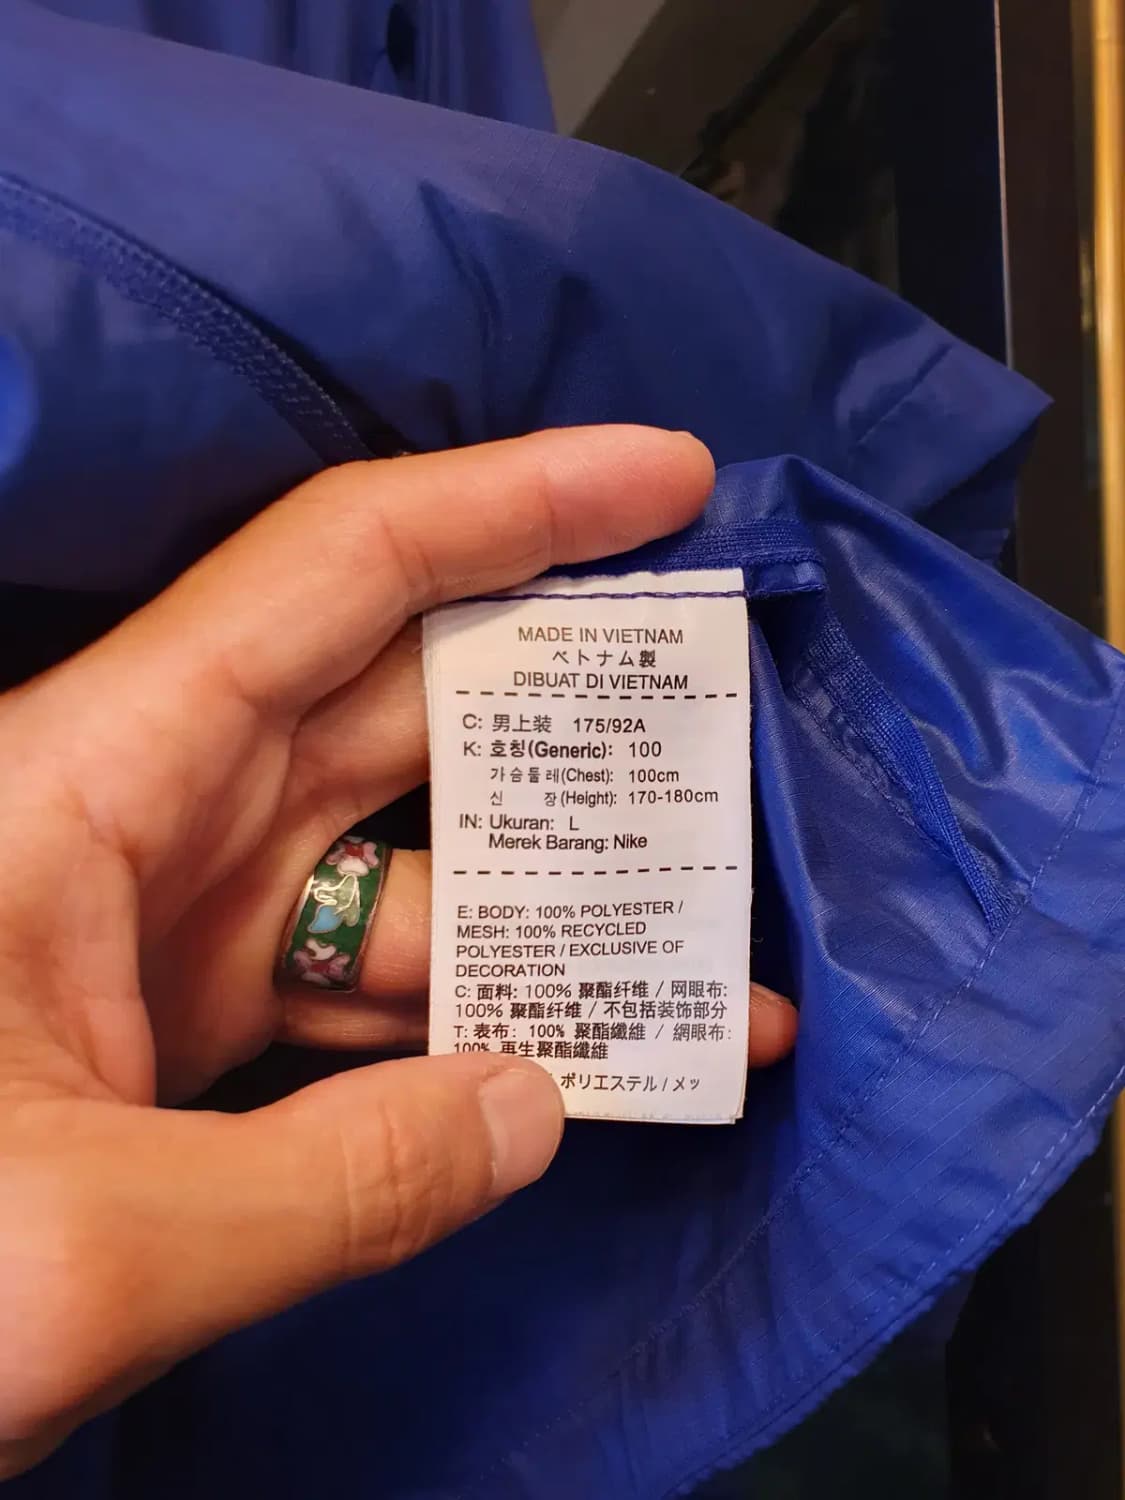 MADE IN VIETNAM
ベトナム製
DIBUAT DI VIETNAM
C: 男上装 175/92A
K: 호칭(Generic): 100
가슴둘레(Chest): 100cm
신 장(Height): 170-180cm
IN: Ukuran: L
Merek Barang: Nike
E: BODY: 100% POLYESTER /
MESH: 100% RECYCLED
POLYESTER / EXCLUSIVE OF
DECORATION
C: 面料: 100% 聚酯纤维 / 网眼布:
100% 聚酯纤维 / 不包括装饰部分
T: 表布: 100% 聚酯纖維 / 網眼布:
100% 再生聚酯纖維
ポリエステル / メッ